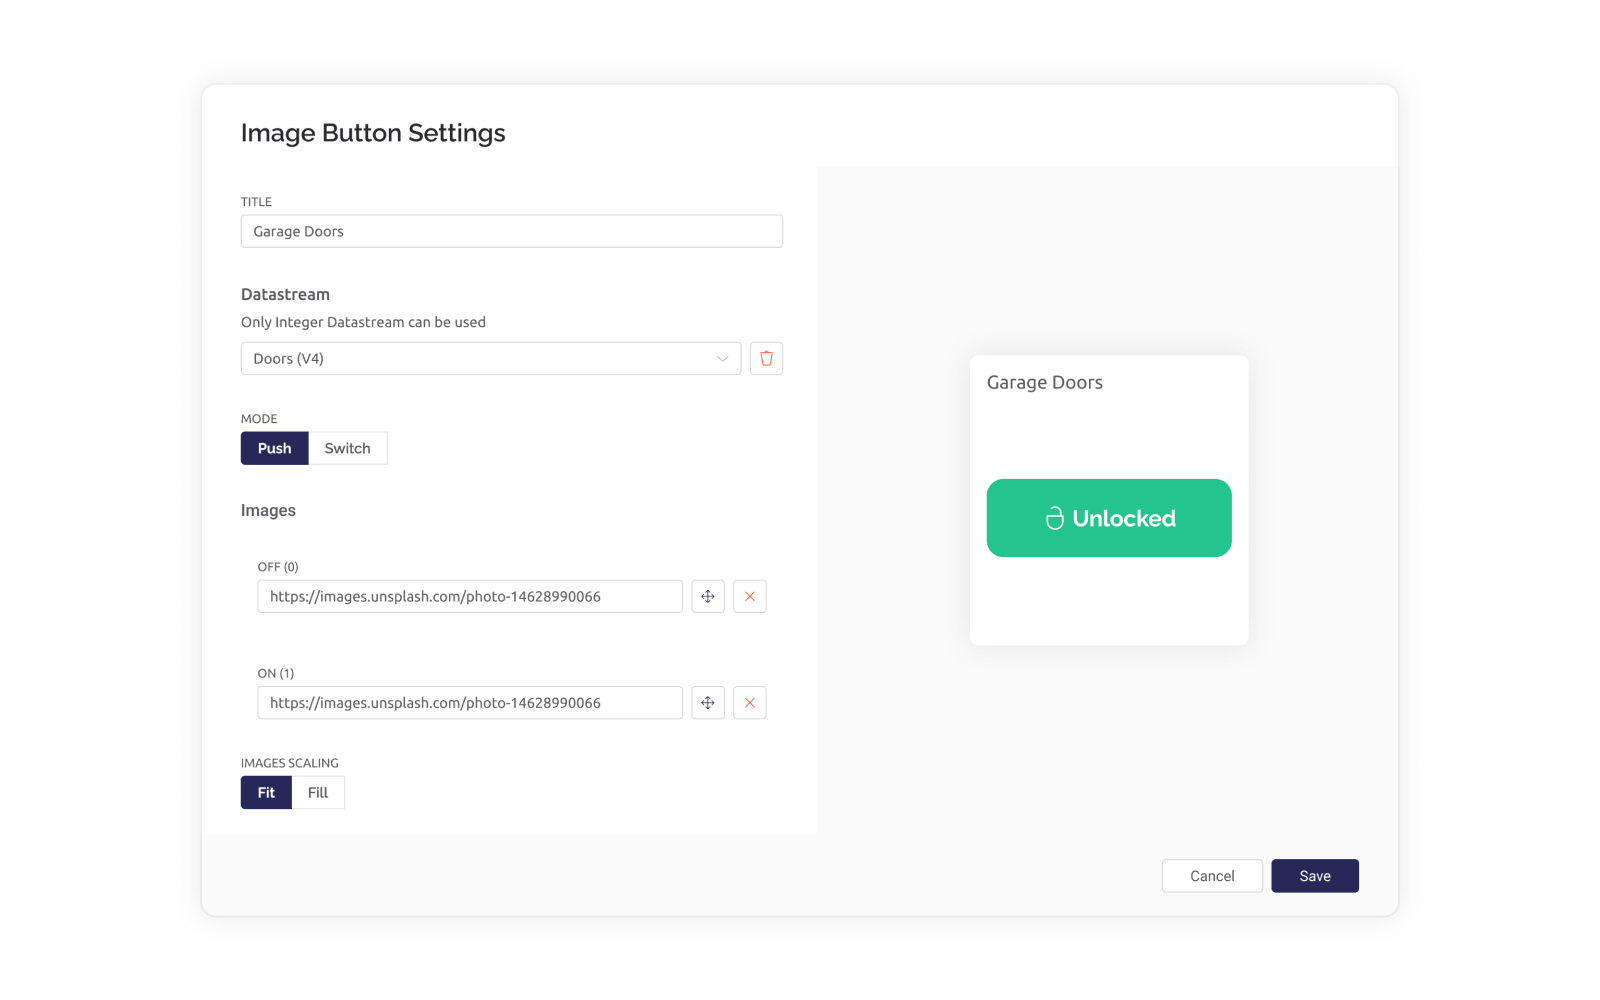 Image Button Settings
TITLE
Garage Doors
Datastream
Only Integer Datastream can be used
Doors (V4)
MODE
Push Switch
Images
OFF (0)
https://images.unsplash.com/photo-14628990066
ON (1)
https://images.unsplash.com/photo-14628990066
IMAGES SCALING
Fit Fill
Garage Doors
Unlocked
Cancel Save